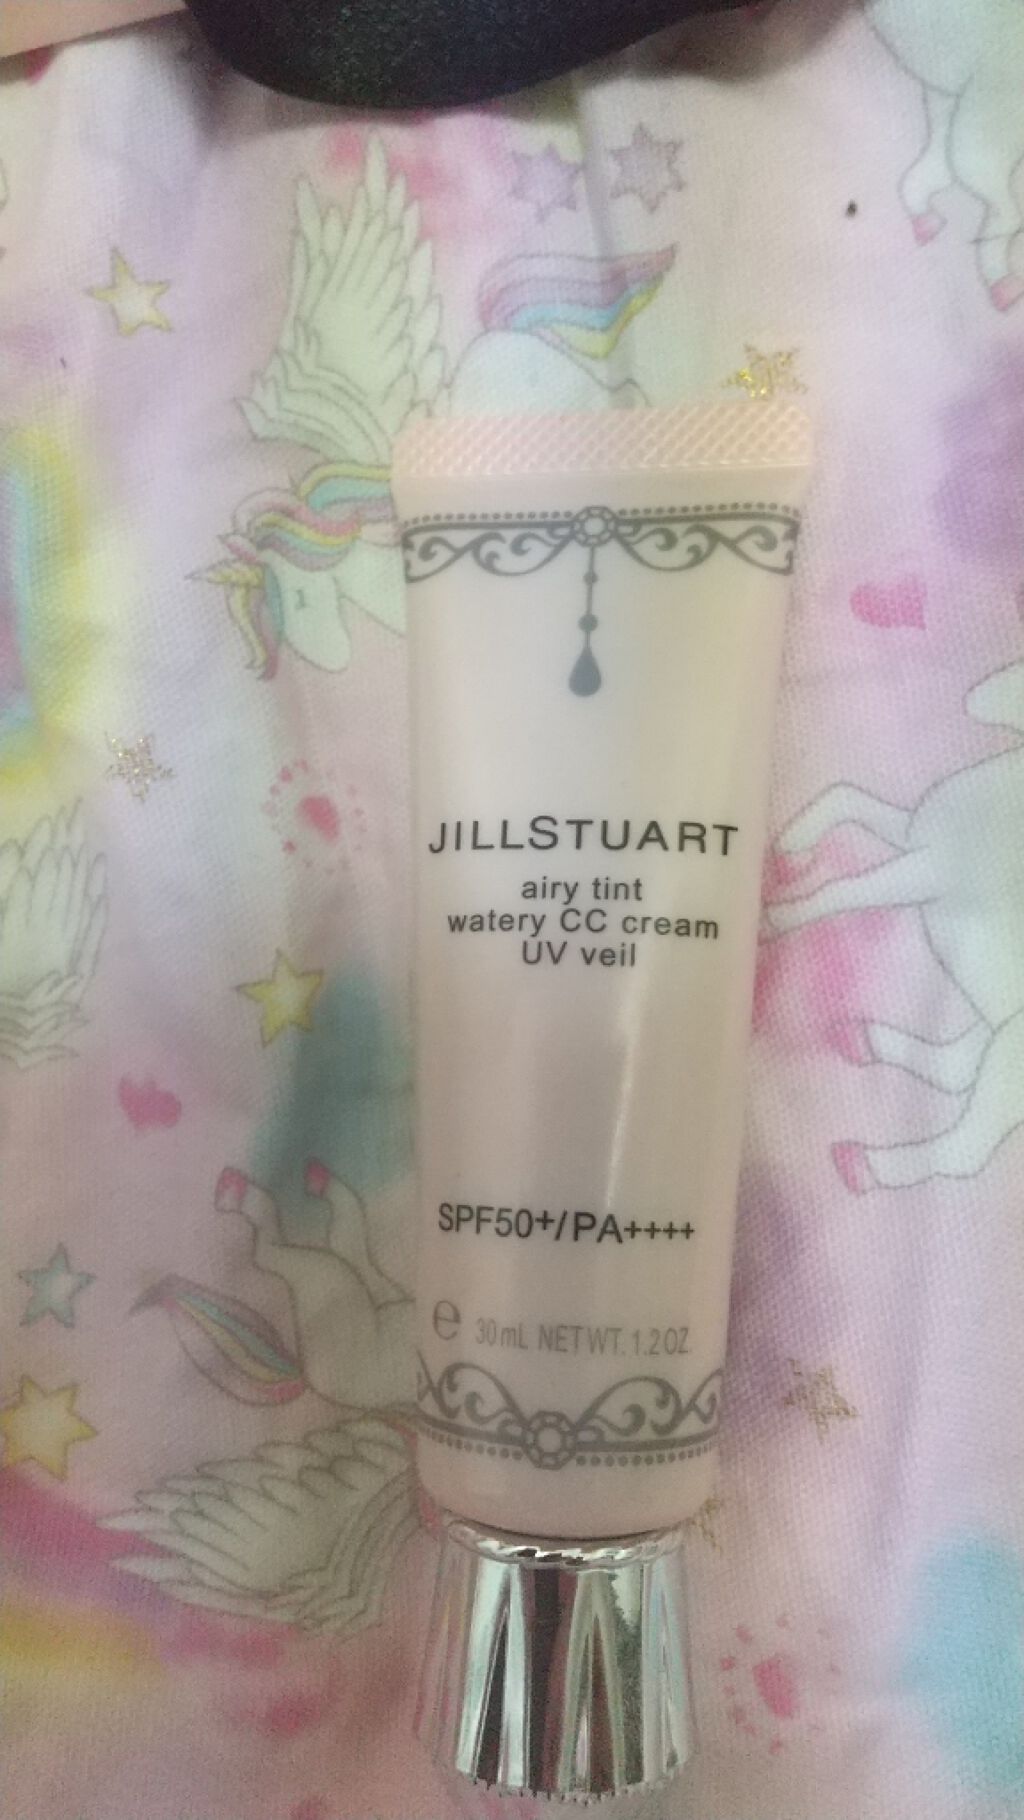 JILLSTUART
airy tint
watery CC cream
UV veil
SPF50+/PA++++
e 30mL NET WT. 1.2 OZ.